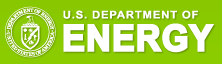 U.S. DEPARTMENT OF
ENERGY